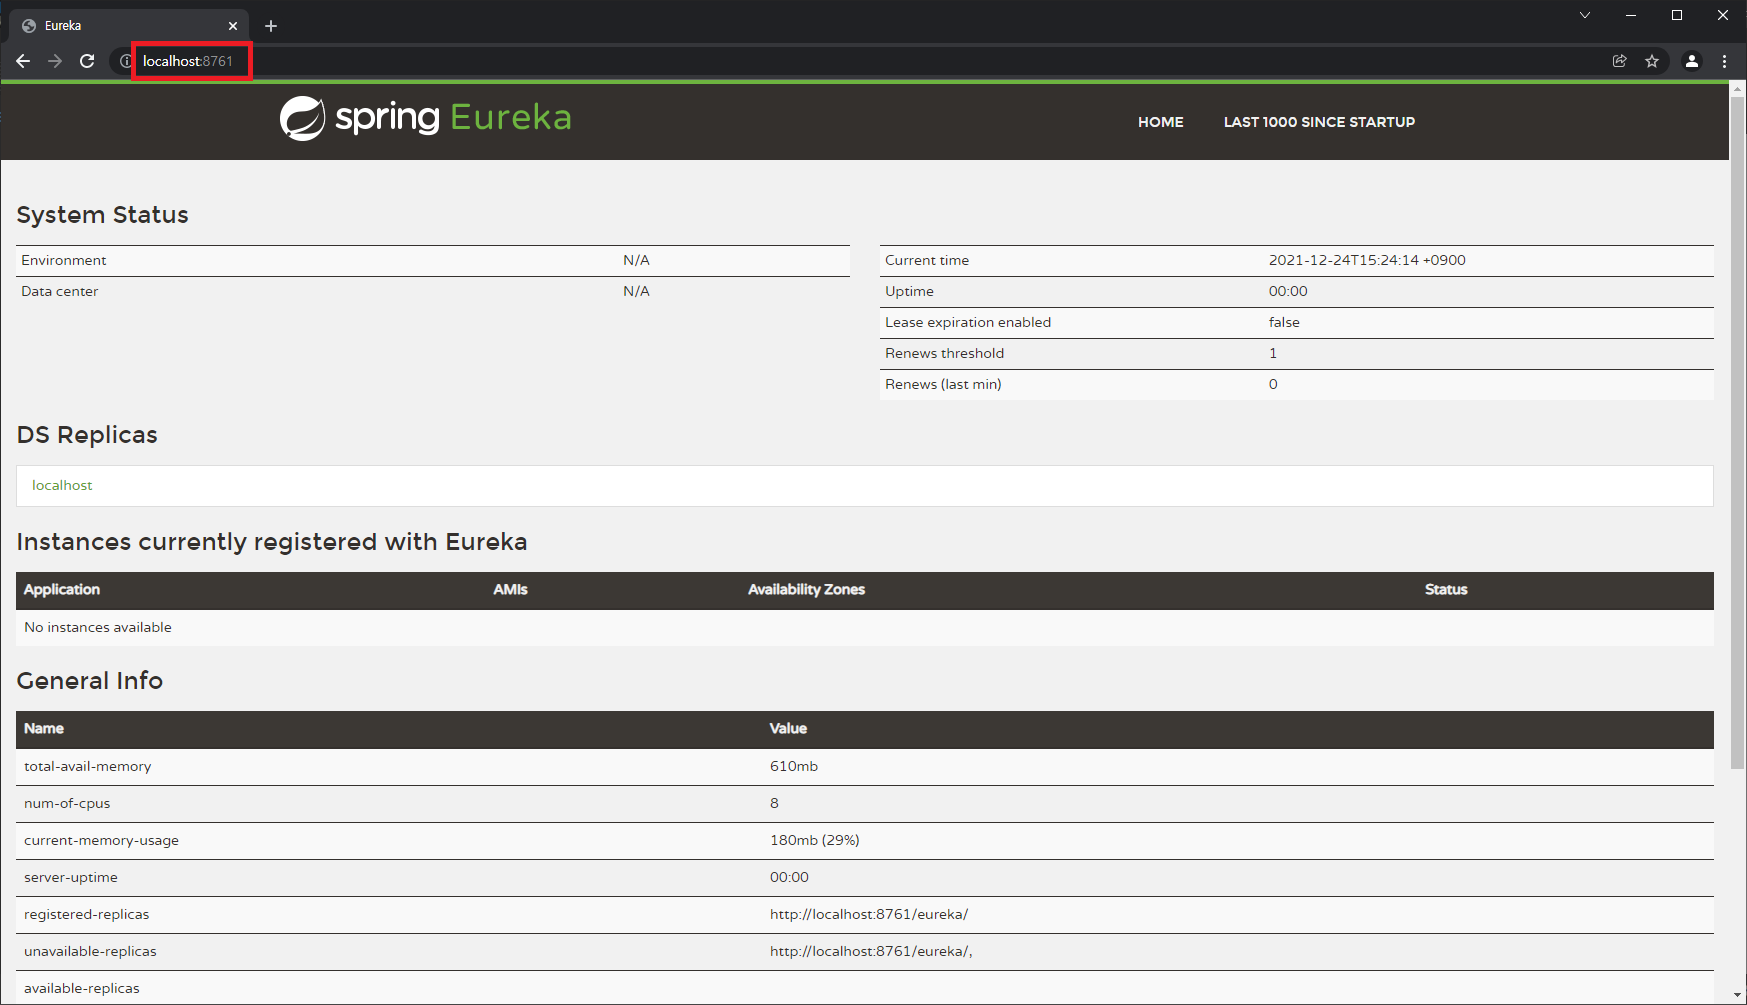 Eureka
localhost:8761
spring Eureka
HOME LAST 1000 SINCE STARTUP
System Status
Environment N/A
Data center N/A
Current time 2021-12-24T15:24:14 +0900
Uptime 00:00
Lease expiration enabled false
Renews threshold 1
Renews (last min) 0
DS Replicas
localhost
Instances currently registered with Eureka
Application AMIs Availability Zones Status
No instances available
General Info
Name Value
total-avail-memory 610mb
num-of-cpus 8
current-memory-usage 180mb (29%)
server-uptime 00:00
registered-replicas http://localhost:8761/eureka/
unavailable-replicas http://localhost:8761/eureka/,
available-replicas